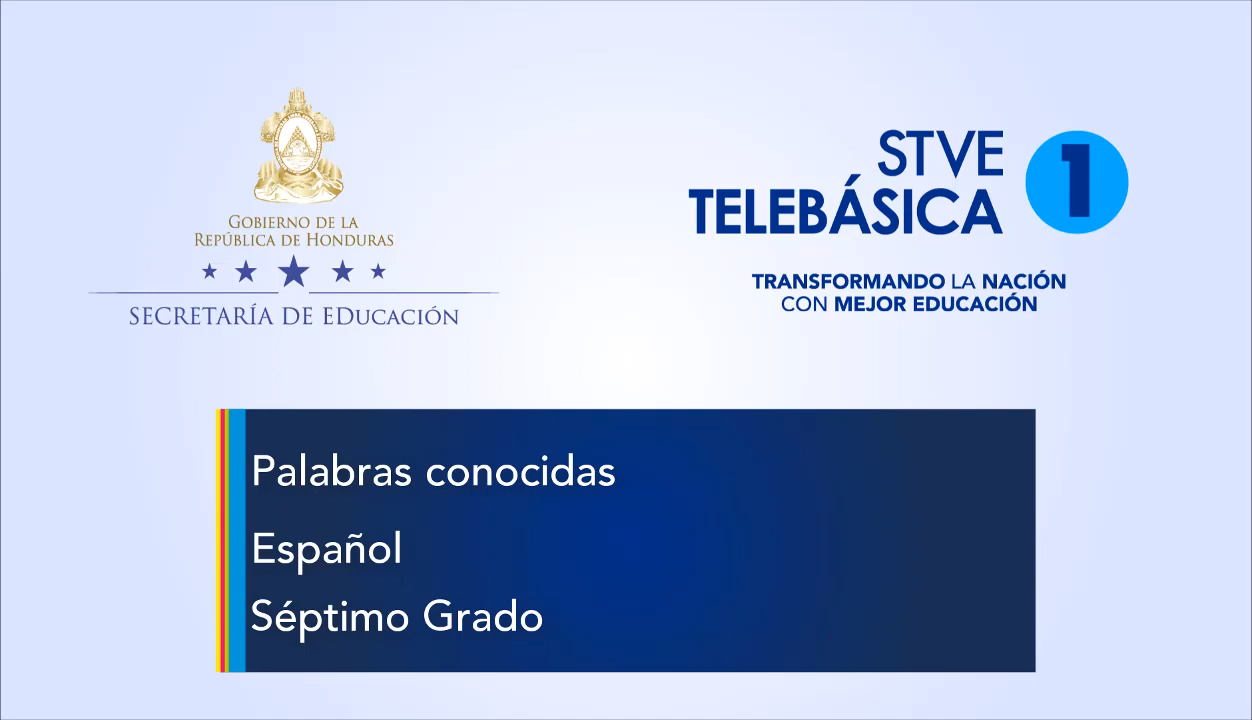 GOBIERNO DE LA
REPÚBLICA DE HONDURAS
SECRETARÍA DE EDUCACIÓN
STVE
TELEBÁSICA
1
TRANSFORMANDO LA NACIÓN
CON MEJOR EDUCACIÓN
Palabras conocidas
Español
Séptimo Grado